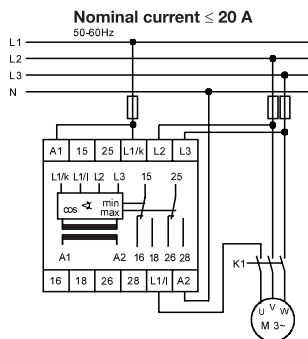 Nominal current ≤ 20 A
50-60Hz
L1
L2
L3
N
A1 15 25 L1/k L2 L3
L1/k L1/l L2 L3 15 25
cos ∢ min
max
A1 A2 16 18 26 28
16 18 26 28 L1/l A2
K1
U V W
M 3~